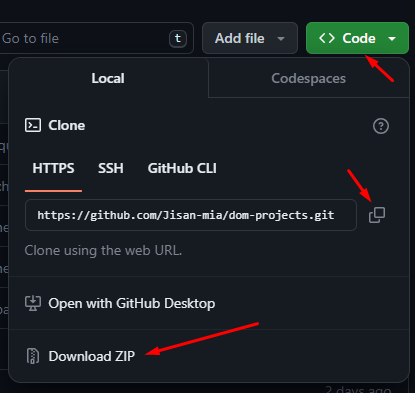 Go to file t Add file <> Code
Local Codespaces
Clone
HTTPS SSH GitHub CLI
https://github.com/Jisan-mia/dom-projects.git
Clone using the web URL.
Open with GitHub Desktop
Download ZIP
2 days ago